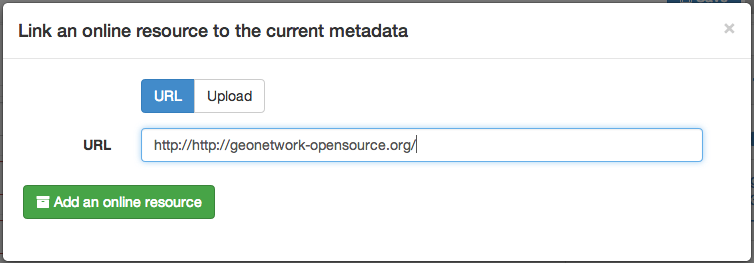 Link an online resource to the current metadata
×
URL Upload
URL http://http://geonetwork-opensource.org/
Add an online resource